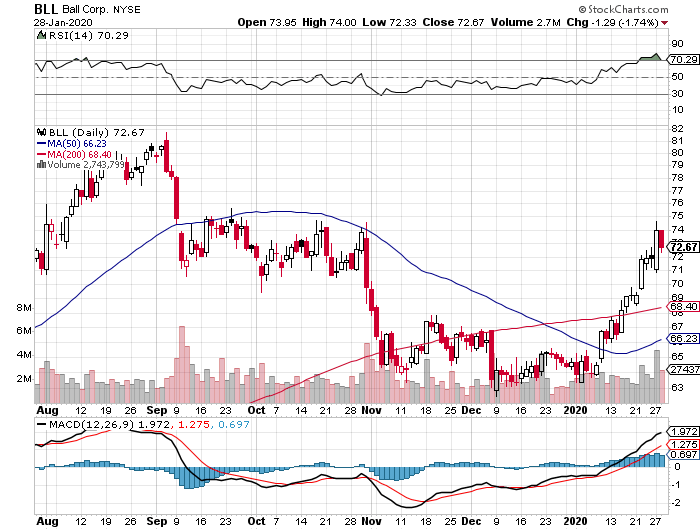 BLL Ball Corp. NYSE © StockCharts.com
28-Jan-2020 Open 73.95 High 74.00 Low 72.33 Close 72.67 Volume 2.7M Chg -1.29 (-1.74%)
RSI(14) 70.29
90
70.29
50
30
10
BLL (Daily) 72.67
MA(50) 66.23
MA(200) 68.40
Volume 2,743,799
82
81
80
79
78
77
76
75
74
73
72.67
72
71
70
69
68.40
68
67
66.23
65
27437
63
8M
6M
4M
2M
Aug 12 19 26 Sep 9 16 23 Oct 7 14 21 28 Nov 11 18 25 Dec 9 16 23 2020 13 21 27
MACD(12,26,9) 1.972, 1.275, 0.697
1.972
1.275
0.697
0
-1
-2
Aug 12 19 26 Sep 9 16 23 Oct 7 14 21 28 Nov 11 18 25 Dec 9 16 23 2020 13 21 27